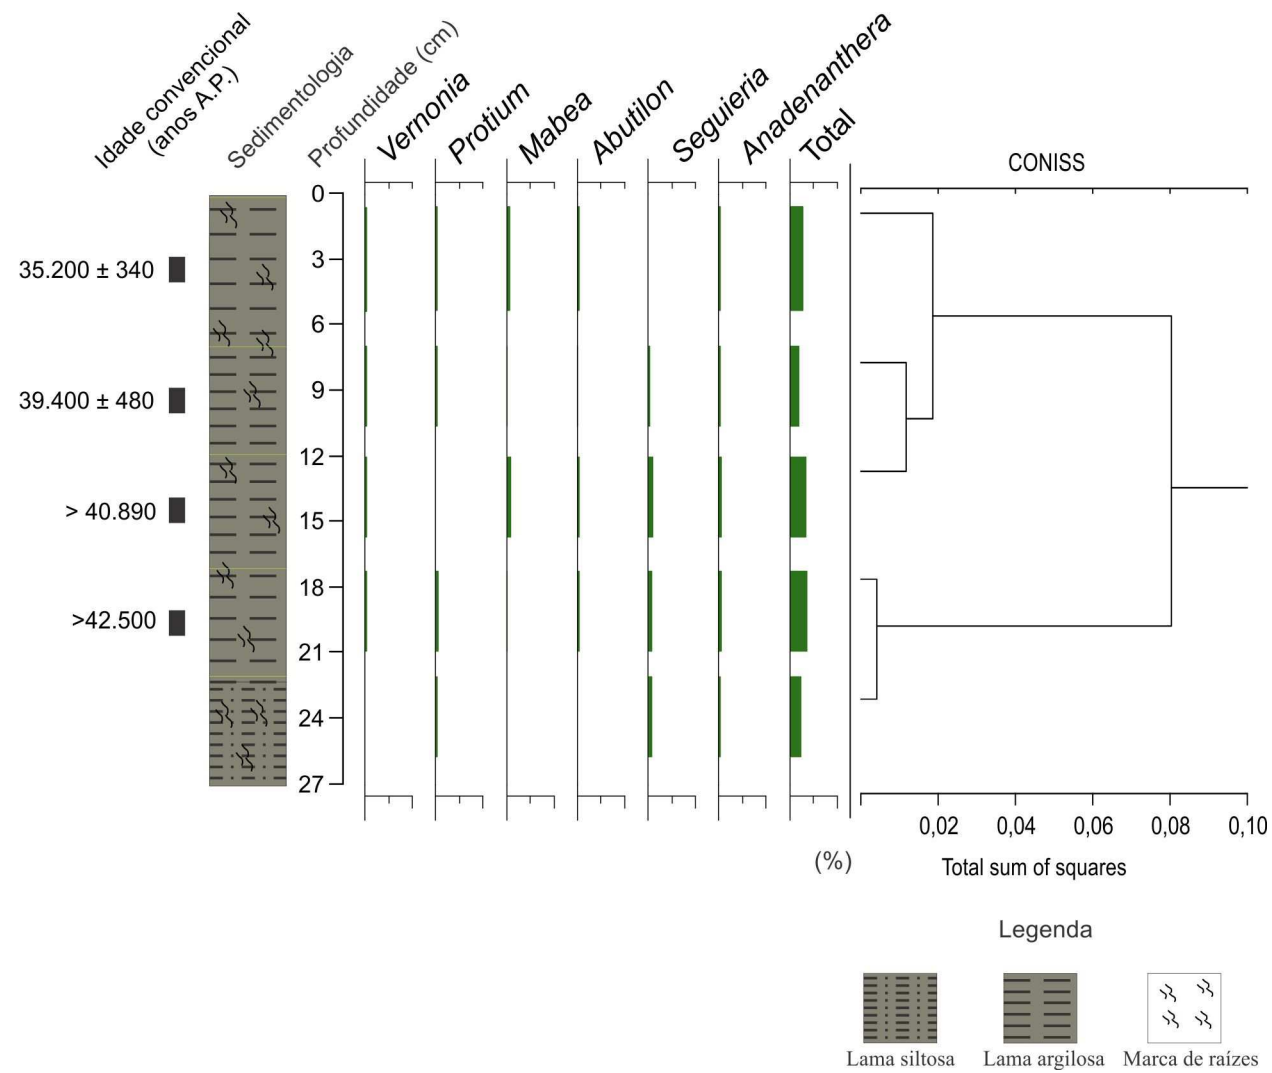 Idade convencional
(anos A.P.)
Sedimentologia
Profundidade (cm)
Vernonia
Protium
Mabea
Abutilon
Seguieria
Anadenanthera
Total
CONISS
0
3
6
9
12
15
18
21
24
27
35.200 ± 340
39.400 ± 480
> 40.890
>42.500
0,02 0,04 0,06 0,08 0,10
(%)
Total sum of squares
Legenda
Lama siltosa Lama argilosa Marca de raízes